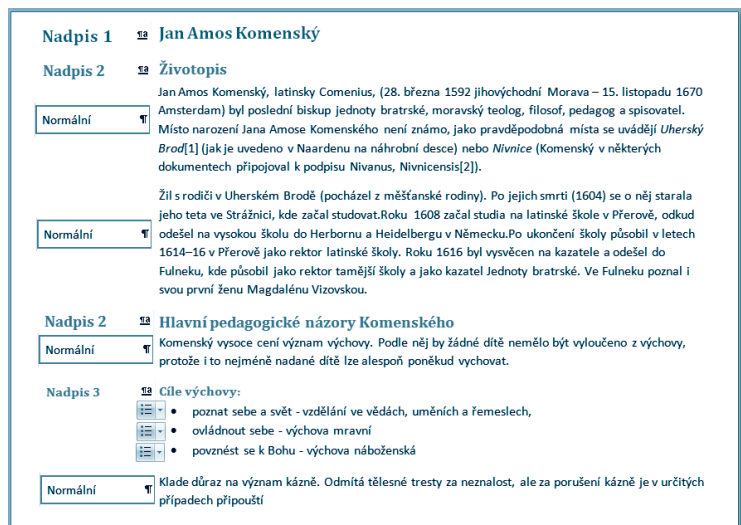 Nadpis 1 ¶a Jan Amos Komenský
Nadpis 2 ¶a Životopis
Jan Amos Komenský, latinsky Comenius, (28. března 1592 jihovýchodní Morava – 15. listopadu 1670
Normální ¶ Amsterdam) byl poslední biskup jednoty bratrské, moravský teolog, filosof, pedagog a spisovatel.
Místo narození Jana Amose Komenského není známo, jako pravděpodobná místa se uvádějí Uherský
Brod[1] (jak je uvedeno v Naardenu na náhrobní desce) nebo Nivnice (Komenský v některých
dokumentech připojoval k podpisu Nivanus, Nivnicensis[2]).
Žil s rodiči v Uherském Brodě (pocházel z měšťanské rodiny). Po jejich smrti (1604) se o něj starala
jeho teta ve Strážnici, kde začal studovat.Roku 1608 začal studia na latinské škole v Přerově, odkud
Normální ¶ odešel na vysokou školu do Herbornu a Heidelbergu v Německu.Po ukončení školy působil v letech
1614–16 v Přerově jako rektor latinské školy. Roku 1616 byl vysvěcen na kazatele a odešel do
Fulneku, kde působil jako rektor tamější školy a jako kazatel Jednoty bratrské. Ve Fulneku poznal i
svou první ženu Magdalénu Vizovskou.
Nadpis 2 ¶a Hlavní pedagogické názory Komenského
Normální ¶ Komenský vysoce cení význam výchovy. Podle něj by žádné dítě nemělo být vyloučeno z výchovy,
protože i to nejméně nadané dítě lze alespoň poněkud vychovat.
Nadpis 3 ¶a Cíle výchovy:
• poznat sebe a svět - vzdělání ve vědách, uměních a řemeslech,
• ovládnout sebe - výchova mravní
• povznést se k Bohu - výchova náboženská
Normální ¶ Klade důraz na význam kázně. Odmítá tělesné tresty za neznalost, ale za porušení kázně je v určitých
případech připouští